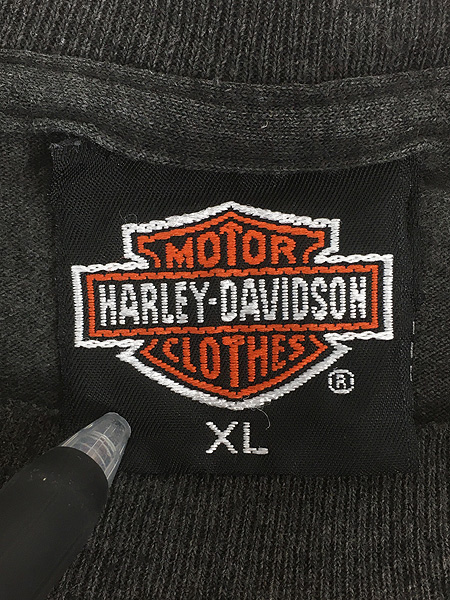 MOTOR
HARLEY-DAVIDSON
CLOTHES
®
XL